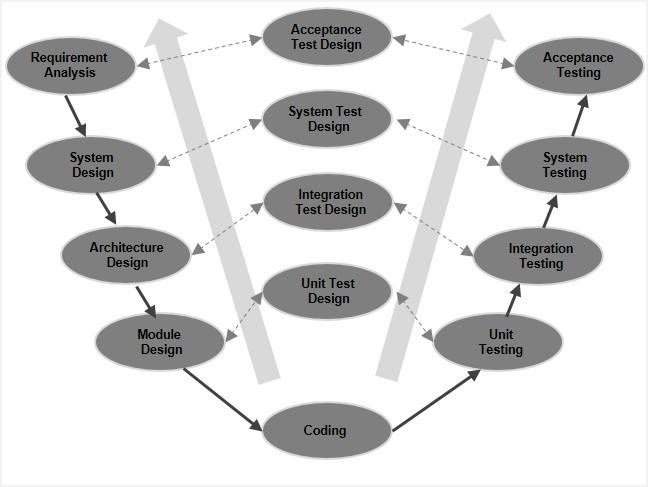 Requirement
Analysis
Acceptance
Test Design
Acceptance
Testing
System
Design
System Test
Design
System
Testing
Architecture
Design
Integration
Test Design
Integration
Testing
Module
Design
Unit Test
Design
Unit
Testing
Coding